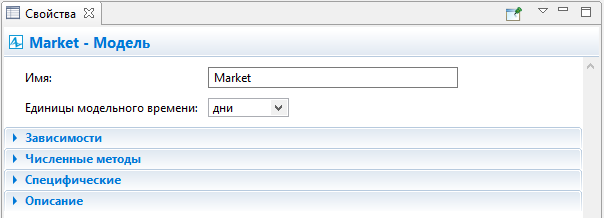 Свойства
Market - Модель
Имя: Market
Единицы модельного времени: дни
Зависимости
Численные методы
Специфические
Описание